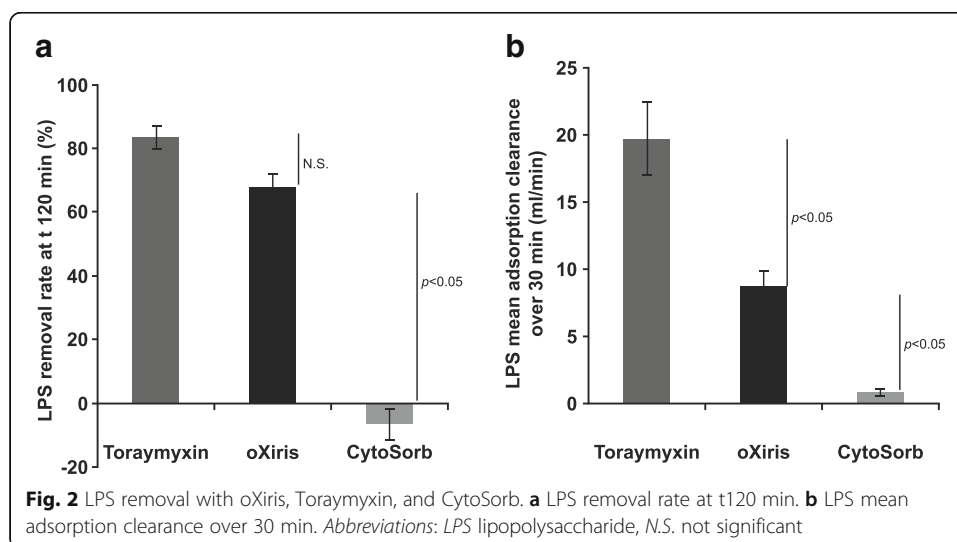 a
LPS removal rate at t 120 min (%)
100
80
60
40
20
0
-20
N.S.
p<0.05
Toraymyxin
oXiris
CytoSorb
b
LPS mean adsorption clearance
over 30 min (ml/min)
25
20
15
10
5
0
p<0.05
p<0.05
Toraymyxin
oXiris
CytoSorb
Fig. 2 LPS removal with oXiris, Toraymyxin, and CytoSorb. a LPS removal rate at t120 min. b LPS mean
adsorption clearance over 30 min. Abbreviations: LPS lipopolysaccharide, N.S. not significant